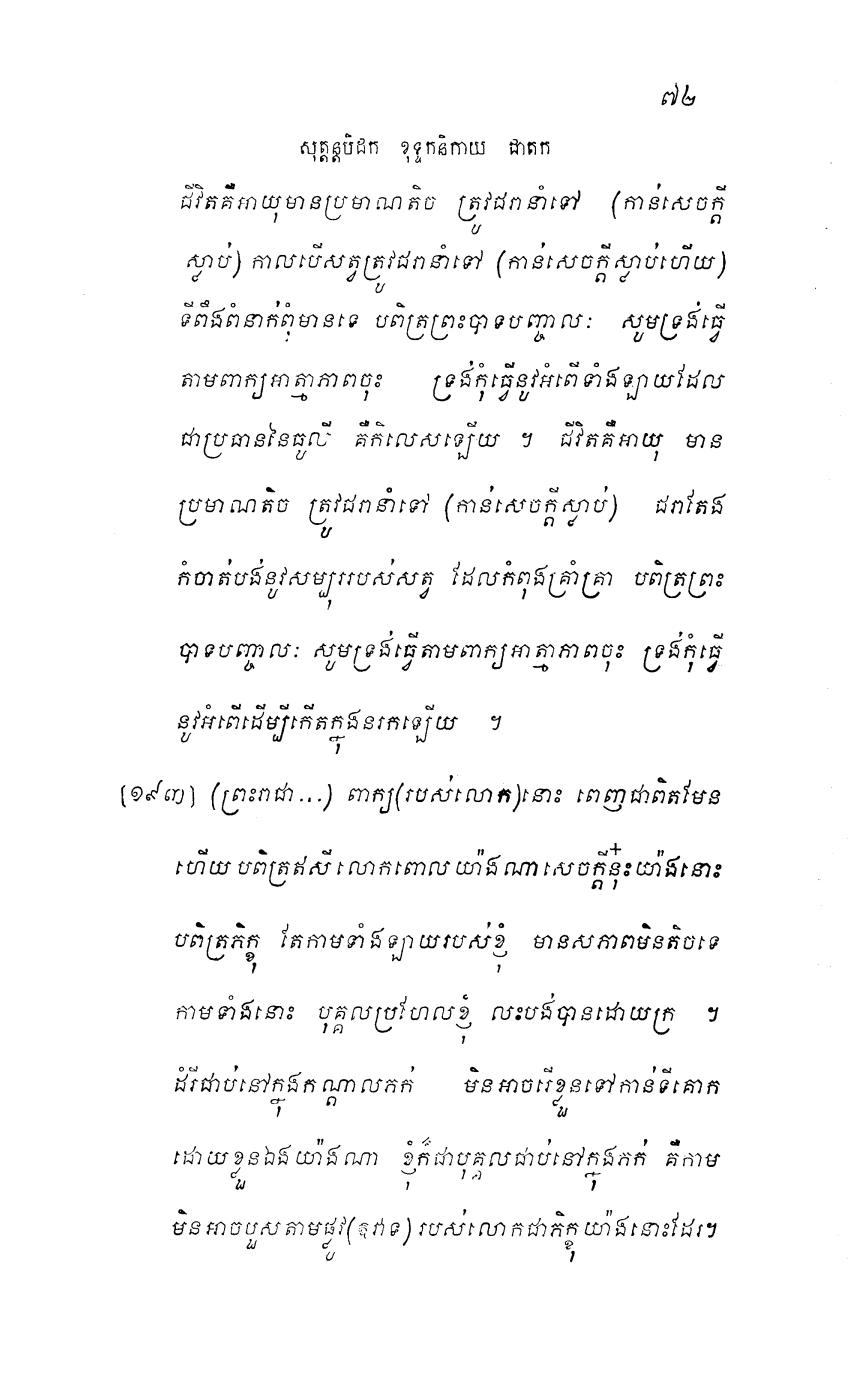 ៧២
សុត្តន្តបិដក ខុទ្ទកនិកាយ ជាតក
ជីវិតគឺអាយុមានប្រមាណតិច ត្រូវជរានាំទៅ (កាន់សេចក្តី
ស្លាប់) កាលបើសត្វត្រូវជរានាំទៅ (កាន់សេចក្តីស្លាប់ហើយ)
ទីពឹងពំនាក់ពុំមានទេ បពិត្រព្រះបាទបញ្ចាលៈ សូមទ្រង់ធ្វើ
តាមពាក្យអាត្មាភាពចុះ ទ្រង់កុំធ្វើនូវអំពើទាំងឡាយដែល
ជាប្រធាននៃធូលី គឺកិលេសឡើយ ។ ជីវិតគឺអាយុ មាន
ប្រមាណតិច ត្រូវជរានាំទៅ (កាន់សេចក្តីស្លាប់) ជរាតែង
កំចាត់បង់នូវសម្បុររបស់សត្វ ដែលកំពុងគ្រាំគ្រា បពិត្រព្រះ
បាទបញ្ចាលៈ សូមទ្រង់ធ្វើតាមពាក្យអាត្មាភាពចុះ ទ្រង់កុំធ្វើ
នូវអំពើដើម្បីកើតក្នុងនរកឡើយ ។
[១៩៣] (ព្រះរាជា...) ពាក្យ(របស់លោក)នោះ ពេញជាពិតមែន
ហើយ បពិត្រឥសី លោកពោលយ៉ាងណា សេចក្តីនុ៎ះយ៉ាងនោះ
បពិត្រភិក្ខុ តែកាមទាំងឡាយរបស់ខ្ញុំ មានសភាពមិនតិចទេ
កាមទាំងនោះ បុគ្គលប្រហែលខ្ញុំ លះបង់បានដោយក្រ ។
ដំរីជាប់នៅក្នុងកណ្តាលភក់ មិនអាចរើខ្លួនទៅកាន់ទីគោក
ដោយខ្លួនឯងយ៉ាងណា ខ្ញុំក៏ជាបុគ្គលជាប់នៅក្នុងភក់ គឺកាម
មិនអាចបួសតាមផ្លូវ(ឱវាទ) របស់លោកជាភិក្ខុយ៉ាងនោះដែរ។